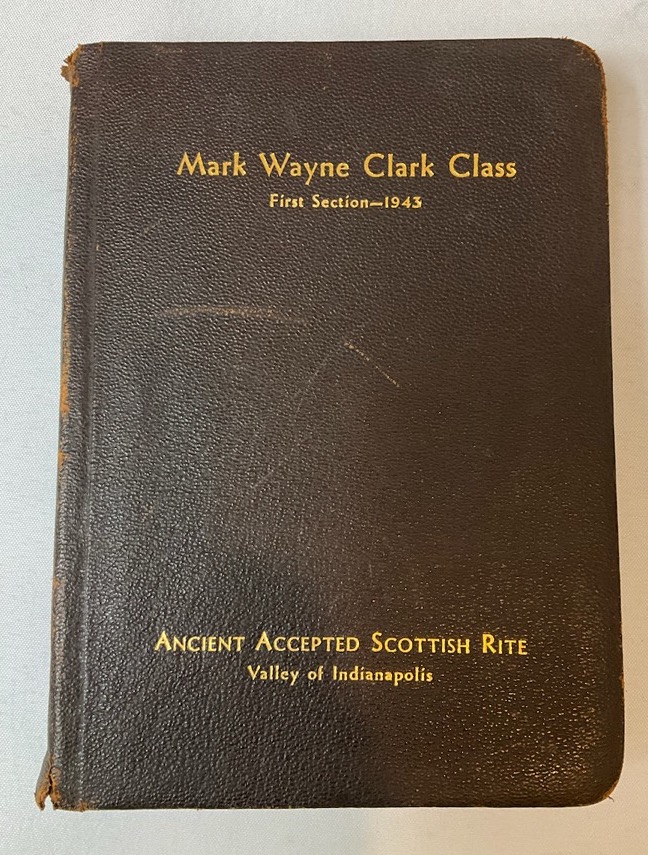 Mark Wayne Clark Class
First Section—1943
ANCIENT ACCEPTED SCOTTISH RITE
Valley of Indianapolis